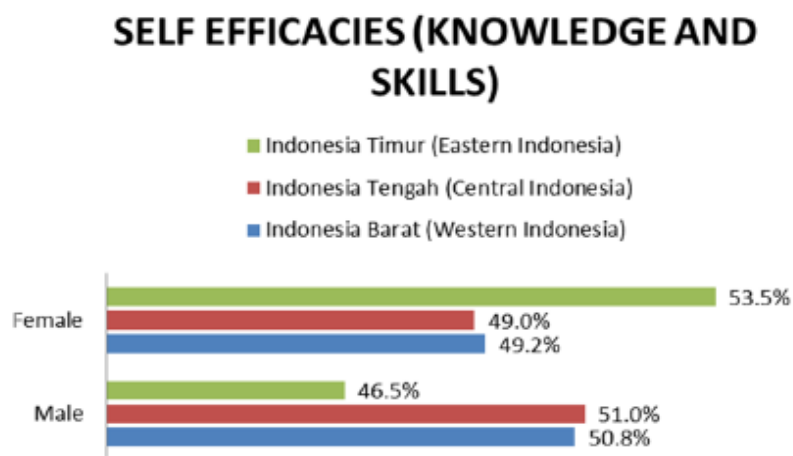 SELF EFFICACIES (KNOWLEDGE AND
SKILLS)
Indonesia Timur (Eastern Indonesia)
Indonesia Tengah (Central Indonesia)
Indonesia Barat (Western Indonesia)
Female
53.5%
49.0%
49.2%
Male
46.5%
51.0%
50.8%